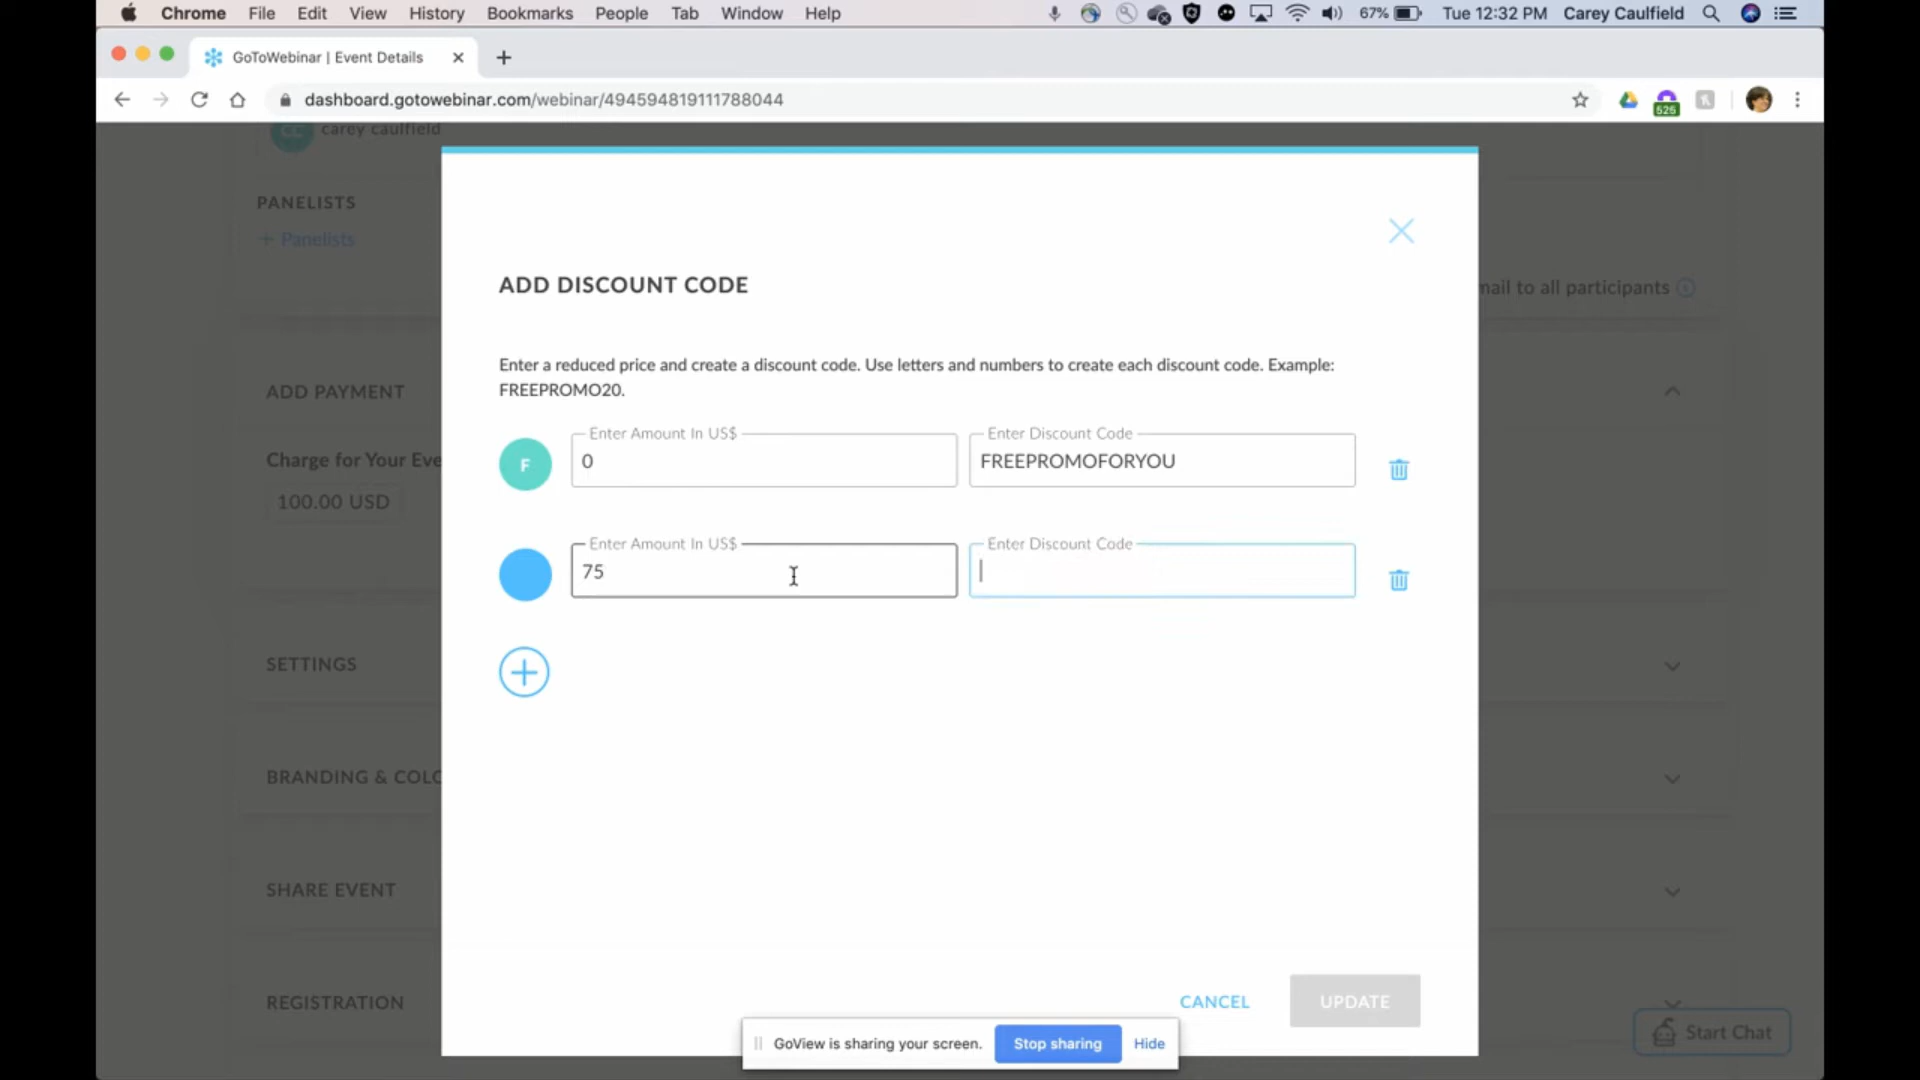 Chrome File Edit View History Bookmarks People Tab Window Help 67% Tue 12:32 PM Carey Caulfield
GoToWebinar | Event Details
dashboard.gotowebinar.com/webinar/494594819111788044
525
CC carey caulfield
PANELISTS
+ Panelists
mail to all participants
ADD PAYMENT
Charge for Your Eve
100.00 USD
SETTINGS
BRANDING & COLO
SHARE EVENT
REGISTRATION
ADD DISCOUNT CODE
Enter a reduced price and create a discount code. Use letters and numbers to create each discount code. Example:
FREEPROMO20.
Enter Amount In US$ Enter Discount Code
F 0 FREEPROMOFORYOU
Enter Amount In US$ Enter Discount Code
75
CANCEL UPDATE
GoView is sharing your screen. Stop sharing Hide
Start Chat